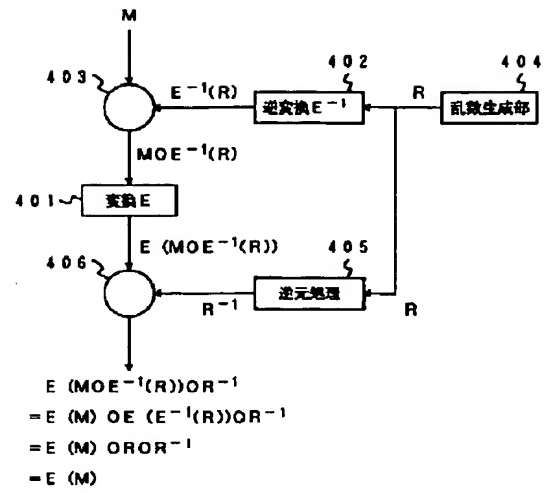 M
403
402
404
E⁻¹(R)
逆変換E⁻¹
R
乱数生成部
MOE⁻¹(R)
401
変換E
E (MOE⁻¹(R))
405
406
R⁻¹
逆元処理
R
E (MOE⁻¹(R))OR⁻¹
=E (M) OE (E⁻¹(R))OR⁻¹
=E (M) OROR⁻¹
=E (M)